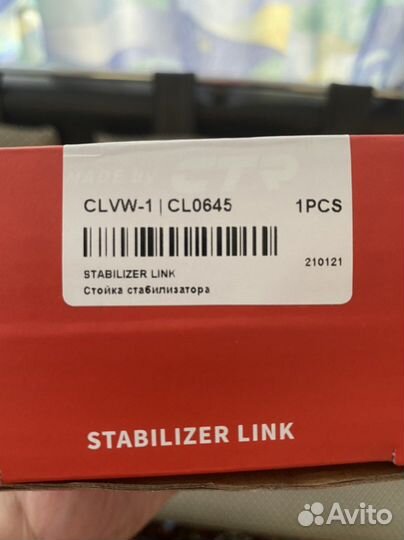 MADE by CTR
CLVW-1 | CL0645 1PCS
210121
STABILIZER LINK
Стойка стабилизатора
STABILIZER LINK
Avito